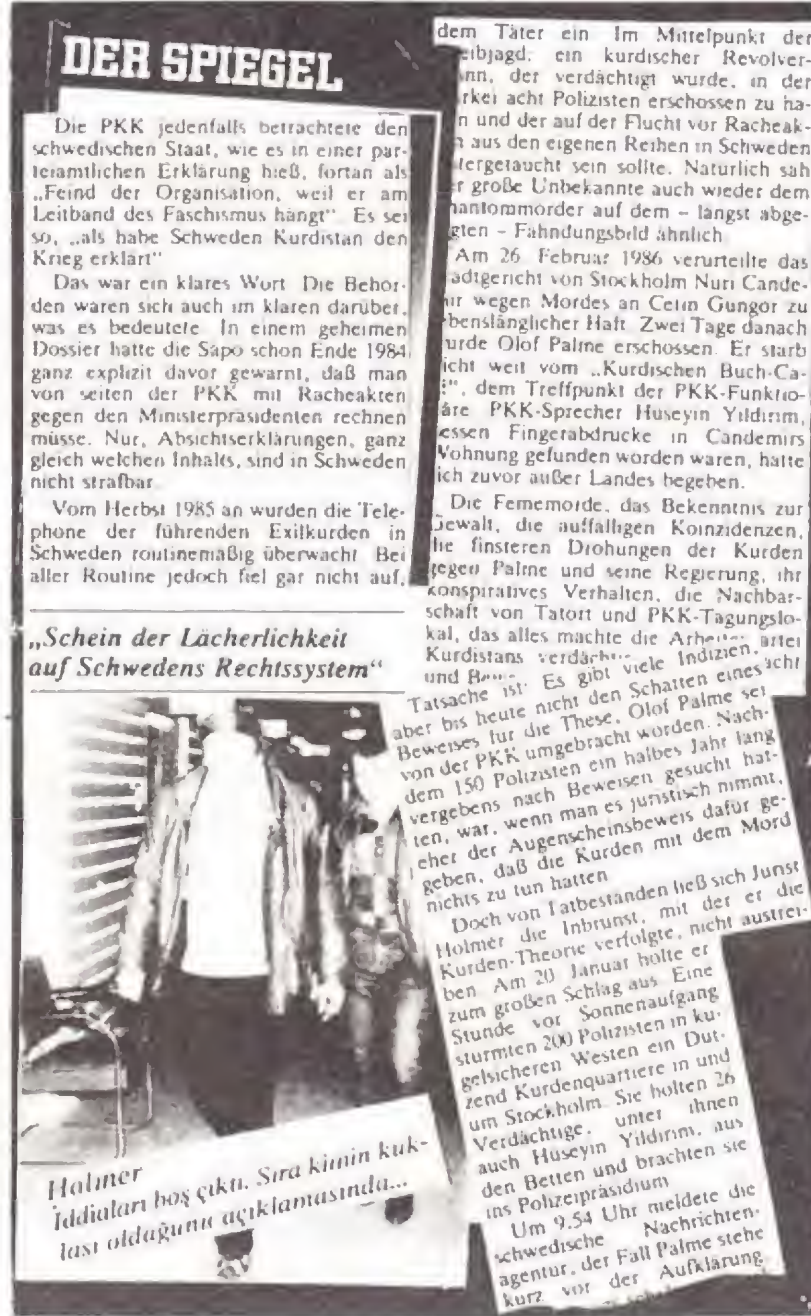 DER SPIEGEL
Die PKK jedenfalls betrachtete den
schwedischen Staat, wie es in einer par-
teiamtlichen Erklärung hieß, fortan als
„Feind der Organisation, weil er am
Leitband des Faschismus hängt“. Es sei
so, „als habe Schweden Kurdistan den
Krieg erklärt“
Das war ein klares Wort. Die Behör-
den waren sich auch im klaren darüber,
was es bedeutete. In einem geheimen
Dossier hatte die Säpo schon Ende 1984
ganz explizit davor gewarnt, daß man
von seiten der PKK mit Racheakten
gegen den Ministerpräsidenten rechnen
müsse. Nur, Absichtserklärungen, ganz
gleich welchen Inhalts, sind in Schweden
nicht strafbar.
Vom Herbst 1985 an wurden die Tele-
phone der führenden Exilkurden in
Schweden routinemäßig überwacht. Bei
aller Routine jedoch fiel gar nicht auf,
„Schein der Lächerlichkeit
auf Schwedens Rechtssystem“
Holmer
İddiaları boş çıktı. Sıra kimin kuk-
lası oldağunu açıklamasında...
dem Täter ein. Im Mittelpunkt der
eibjagd: ein kurdischer Revolver-
ann, der verdächtigt wurde, in der
rkei acht Polizisten erschossen zu ha-
n und der auf der Flucht vor Racheak-
n aus den eigenen Reihen in Schweden
tergetaucht sein sollte. Natürlich sah
r große Unbekannte auch wieder dem
hantommörder auf dem – längst abge-
gten – Fahndungsbild ähnlich.
Am 26. Februar 1986 verurteilte das
adtgericht von Stockholm Nuri Cande-
ir wegen Mordes an Cetin Güngör zu
benslänglicher Haft. Zwei Tage danach
urde Olof Palme erschossen. Er starb
icht weit vom „Kurdischen Buch-Ca-
“, dem Treffpunkt der PKK-Funktio-
äre. PKK-Sprecher Hüseyin Yildirim,
essen Fingerabdrücke in Candemirs
Wohnung gefunden worden waren, hatte
ich zuvor außer Landes begeben.
Die Fememorde, das Bekenntnis zur
Gewalt, die auffälligen Koinzidenzen,
die finsteren Drohungen der Kurden
gegen Palme und seine Regierung, ihr
konspiratives Verhalten, die Nachbar-
schaft von Tatort und PKK-Tagungslo-
kal, das alles machte die
Kurdistans
und
Tatsache ist: Es gibt viele Indizien,
aber bis heute nicht den Schatten eines
Beweises für die These, Olof Palme sei
von der PKK umgebracht worden. Nach-
dem 150 Polizisten ein halbes Jahr lang
vergebens nach Beweisen gesucht hat-
ten, war, wenn man es juristisch nimmt,
eher der Augenscheinsbeweis dafür ge-
geben, daß die Kurden mit dem Mord
nichts zu tun hatten.
Doch von Tatbeständen ließ sich Jurist
Holmér die Inbrunst, mit der er die
Kurden-Theorie verfolgte, nicht austrei-
ben. Am 20. Januar holte er
zum großen Schlag aus. Eine
Stunde vor Sonnenaufgang
stürmten 200 Polizisten in ku-
gelsicheren Westen ein Dut-
zend Kurdenquartiere in und
um Stockholm. Sie holten 26
Verdächtige, unter ihnen
auch Hüseyin Yildirim, aus
den Betten und brachten sie
ins Polizeipräsidium.
Um 9.54 Uhr meldete die
schwedische Nachrichten-
agentur, der Fall Palme stehe
kurz vor der Aufklärung.